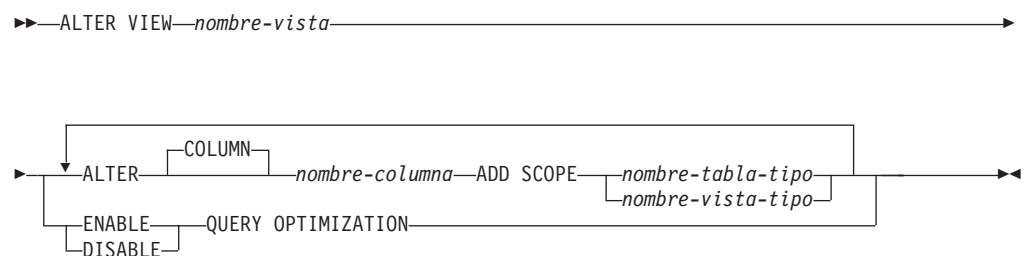 ALTER VIEW nombre-vista
COLUMN
ALTER nombre-columna ADD SCOPE nombre-tabla-tipo
nombre-vista-tipo
ENABLE QUERY OPTIMIZATION
DISABLE